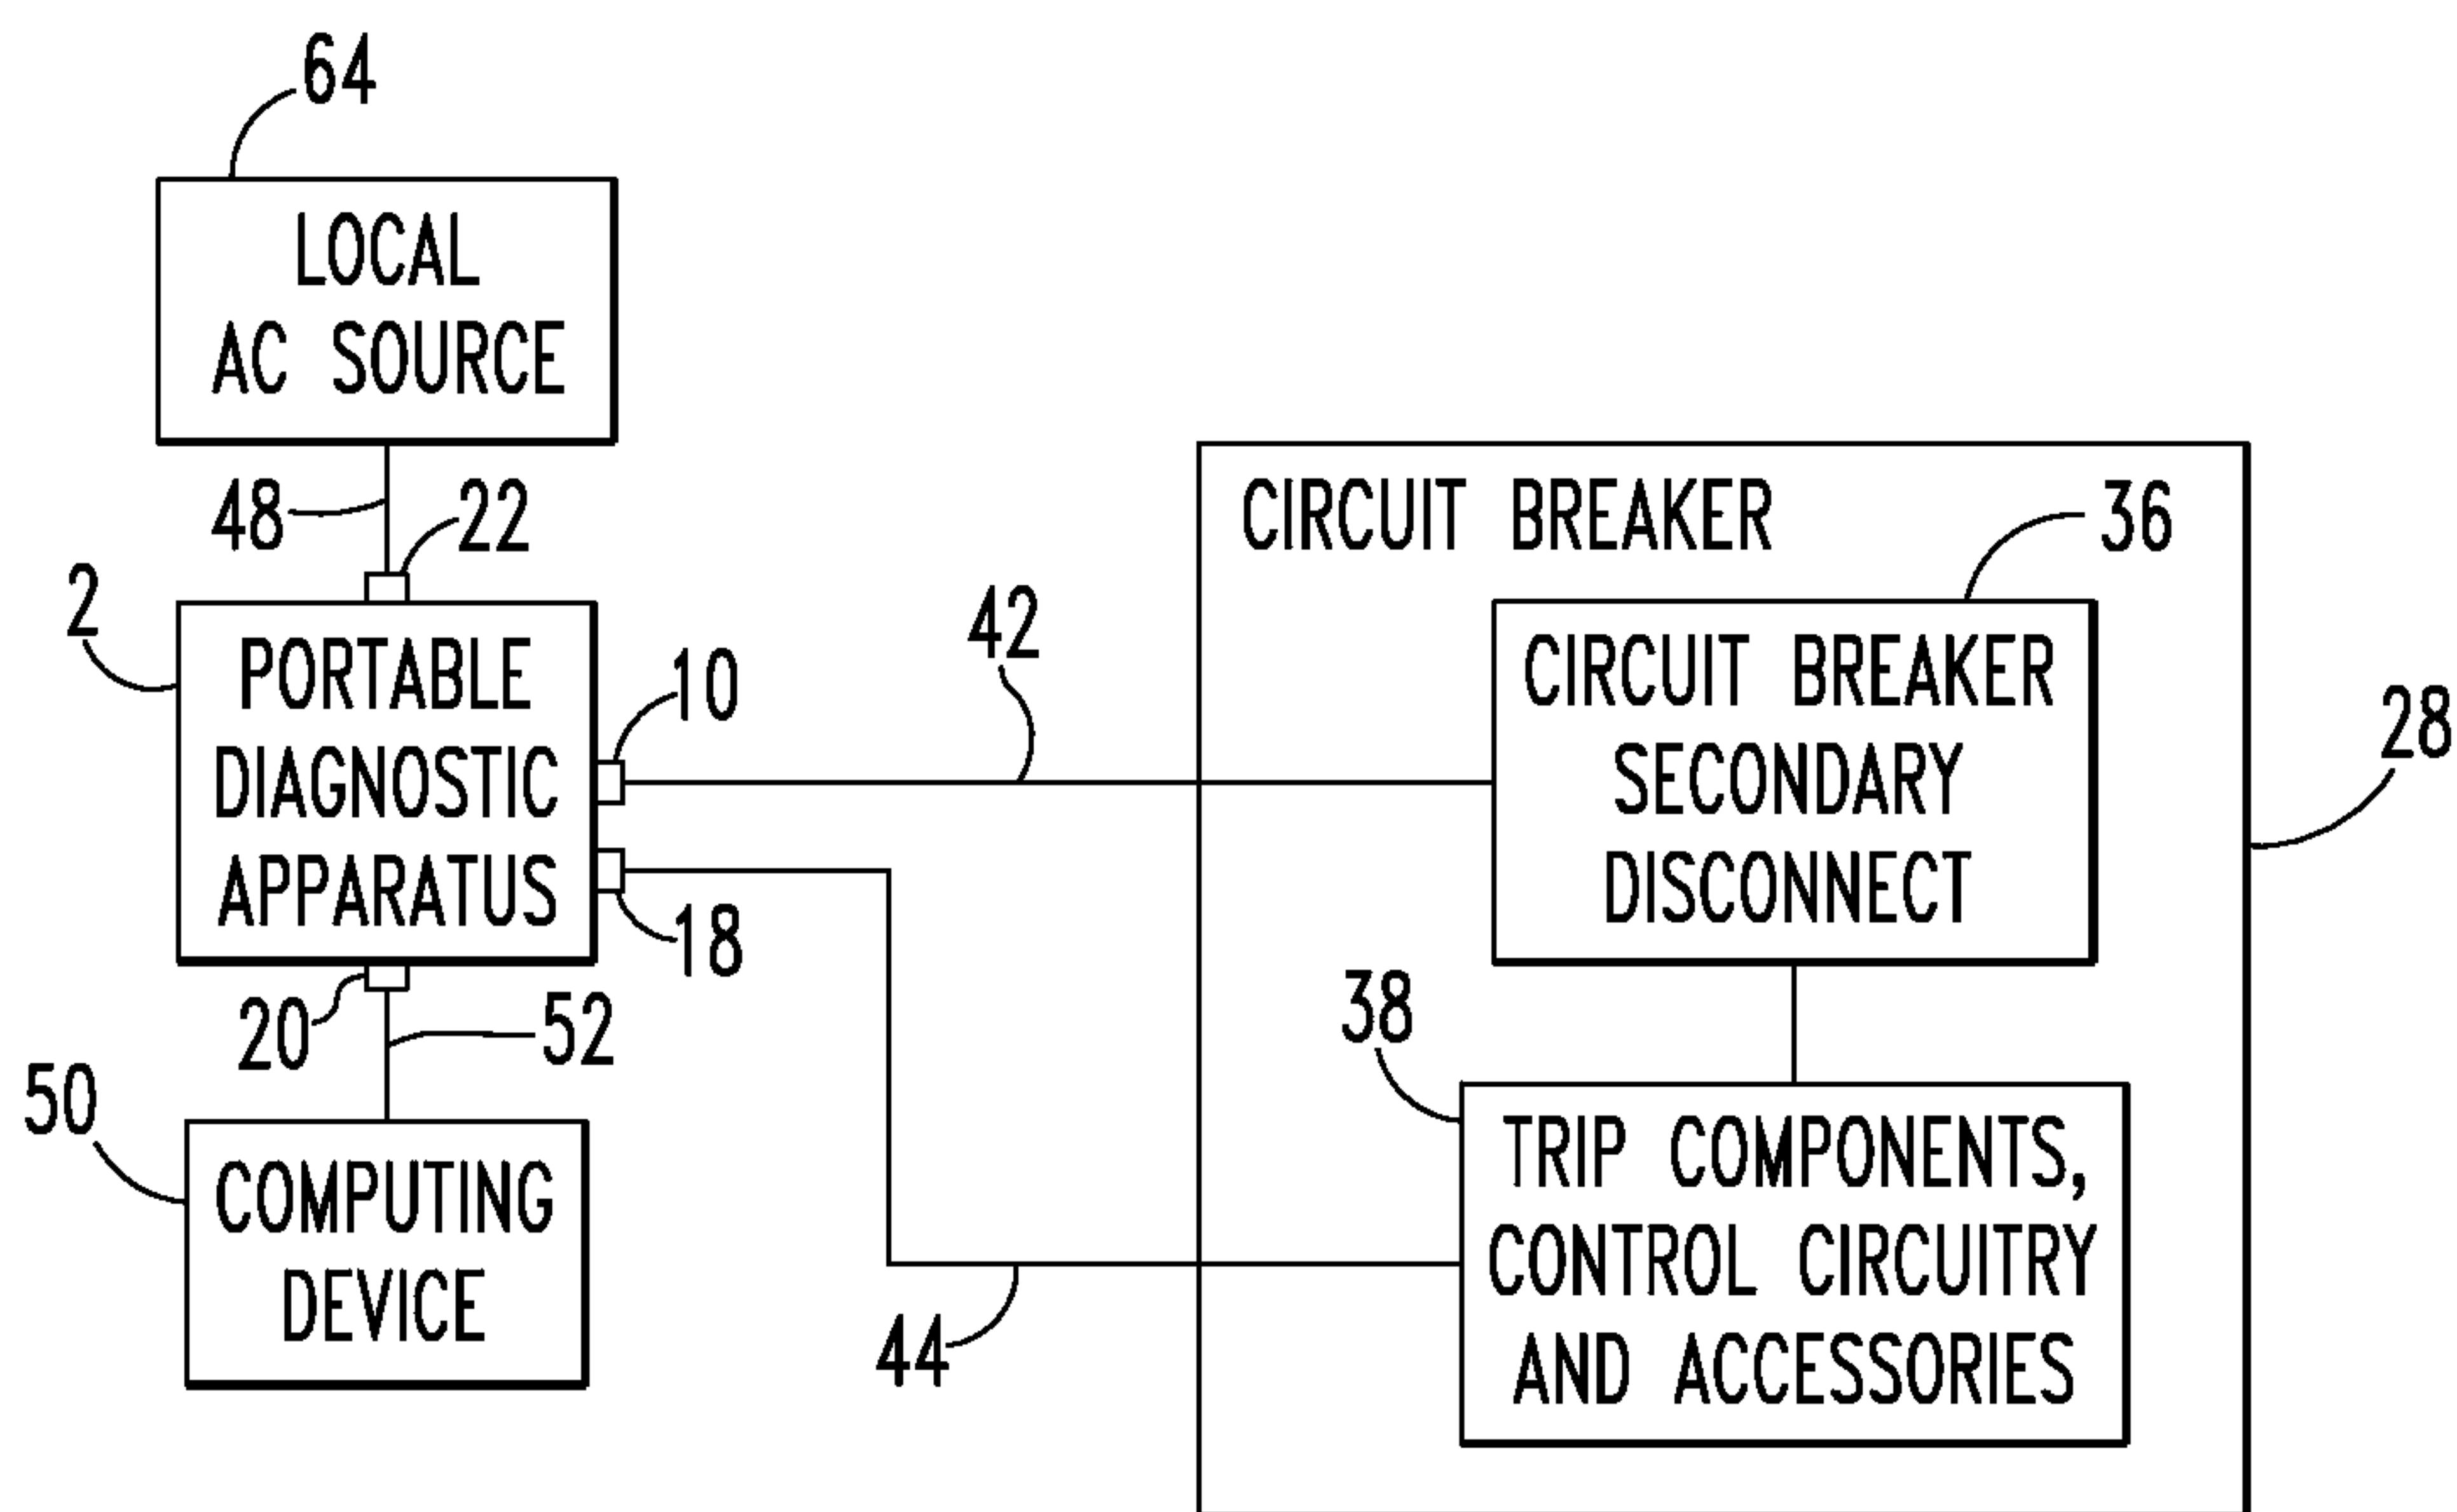 64
LOCAL
AC SOURCE
48
22
2
PORTABLE
DIAGNOSTIC
APPARATUS
10
18
20
52
50
COMPUTING
DEVICE
42
44
CIRCUIT BREAKER
36
CIRCUIT BREAKER
SECONDARY
DISCONNECT
28
38
TRIP COMPONENTS,
CONTROL CIRCUITRY
AND ACCESSORIES